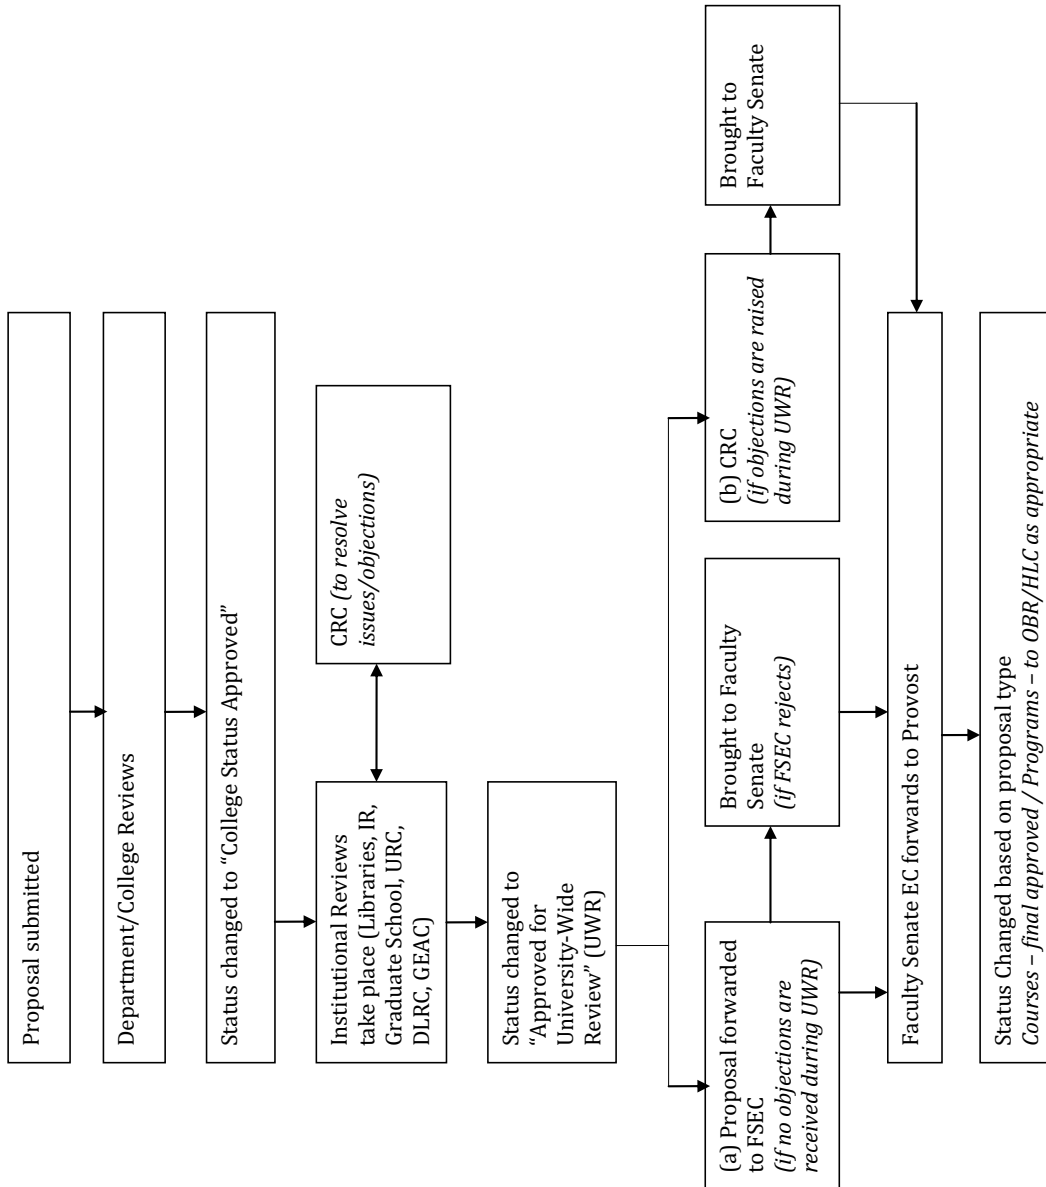 Proposal submitted
Department/College Reviews
Status changed to “College Status Approved”
Institutional Reviews
take place (Libraries, IR,
Graduate School, URC,
DLRC, GEAC)
CRC (to resolve
issues/objections)
Status changed to
“Approved for
University-Wide
Review” (UWR)
(a) Proposal forwarded
to FSEC
(if no objections are
received during UWR)
Brought to Faculty
Senate
(if FSEC rejects)
(b) CRC
(if objections are raised
during UWR)
Brought to
Faculty Senate
Faculty Senate EC forwards to Provost
Status Changed based on proposal type
Courses – final approved / Programs – to OBR/HLC as appropriate